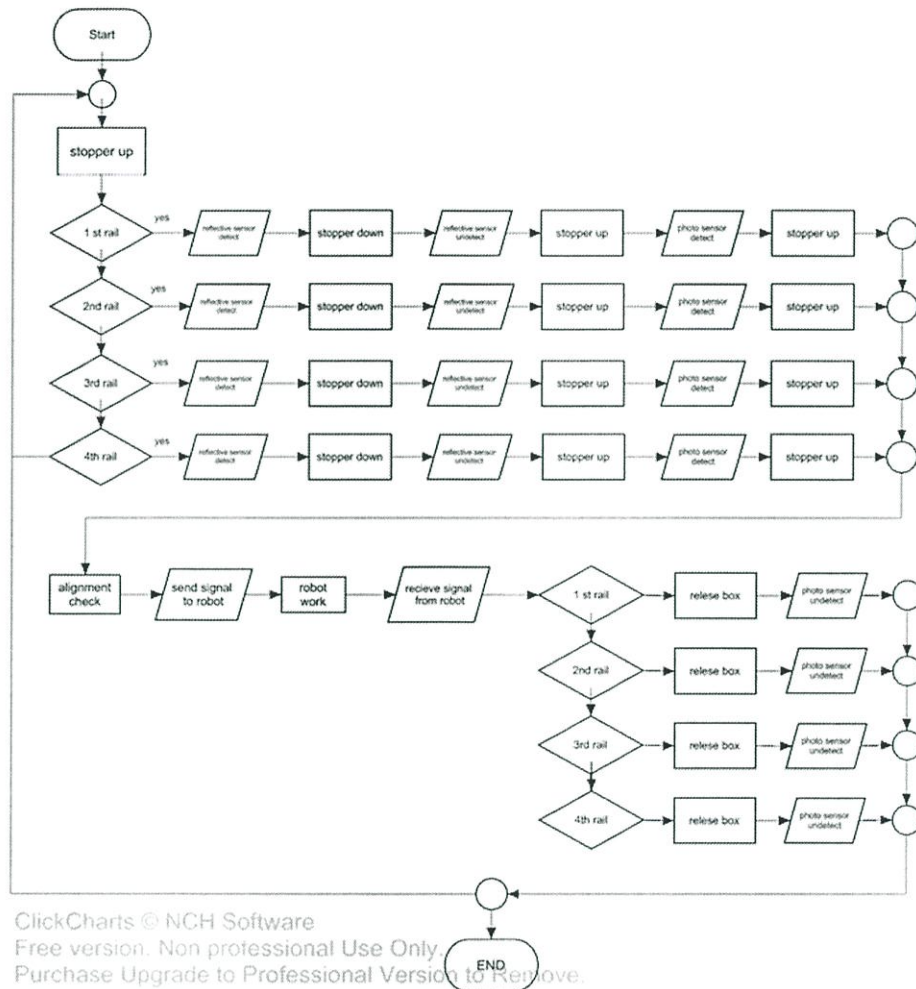 Start
stopper up
1 st rail
yes
reflective sensor
detect
stopper down
reflective sensor
undetect
stopper up
photo sensor
detect
stopper up
2nd rail
yes
reflective sensor
detect
stopper down
reflective sensor
undetect
stopper up
photo sensor
detect
stopper up
3rd rail
yes
reflective sensor
detect
stopper down
reflective sensor
undetect
stopper up
photo sensor
detect
stopper up
4th rail
yes
reflective sensor
detect
stopper down
reflective sensor
undetect
stopper up
photo sensor
detect
stopper up
alignment
check
send signal
to robot
robot
work
recieve signal
from robot
1 st rail
relese box
photo sensor
undetect
2nd rail
relese box
photo sensor
undetect
3rd rail
relese box
photo sensor
undetect
4th rail
relese box
photo sensor
undetect
ClickCharts © NCH Software
Free version. Non professional Use Only.
END
Purchase Upgrade to Professional Version to Remove.